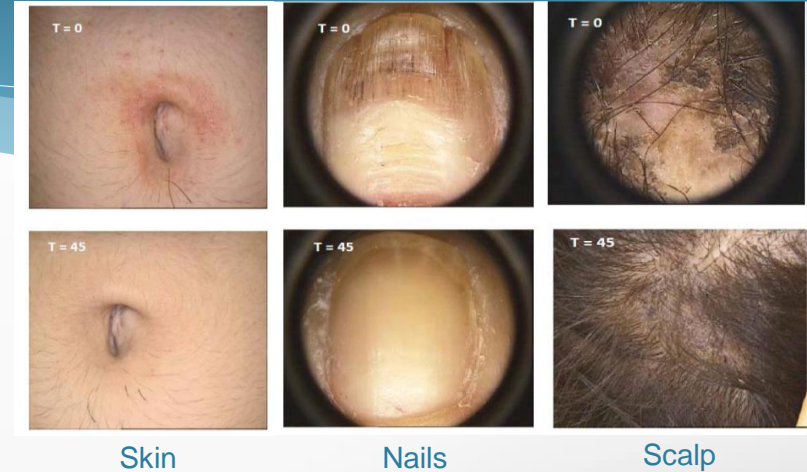 T = 0
T = 0
T = 0
T = 45
T = 45
T = 45
Skin
Nails
Scalp